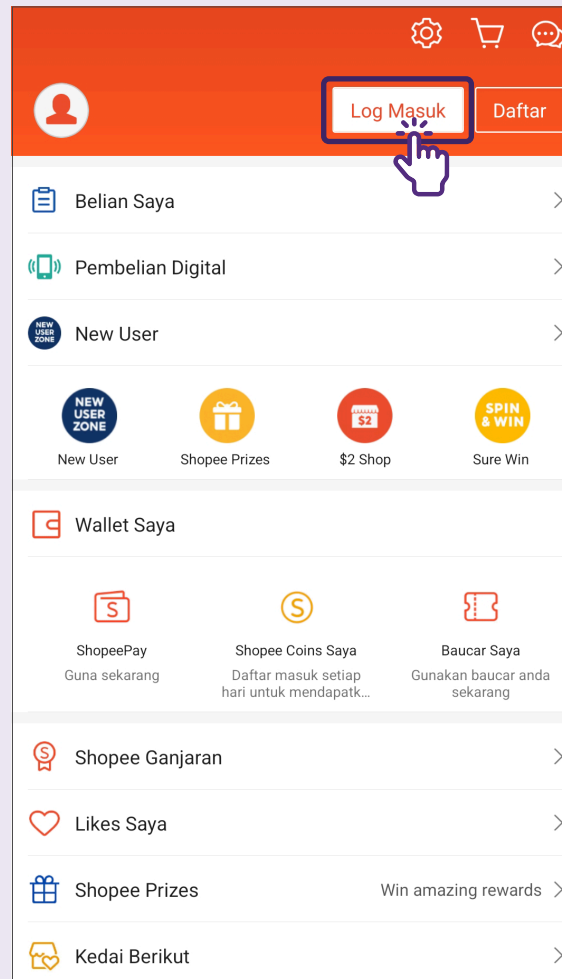 Log Masuk
Daftar
Belian Saya
Pembelian Digital
NEW
USER
ZONE
New User
NEW
USER
ZONE
New User
Shopee Prizes
$2
$2 Shop
SPIN
& WIN
Sure Win
Wallet Saya
S
ShopeePay
Guna sekarang
S
Shopee Coins Saya
Daftar masuk setiap
hari untuk mendapatk...
Baucar Saya
Gunakan baucar anda
sekarang
S
Shopee Ganjaran
Likes Saya
Shopee Prizes
Win amazing rewards
Kedai Berikut